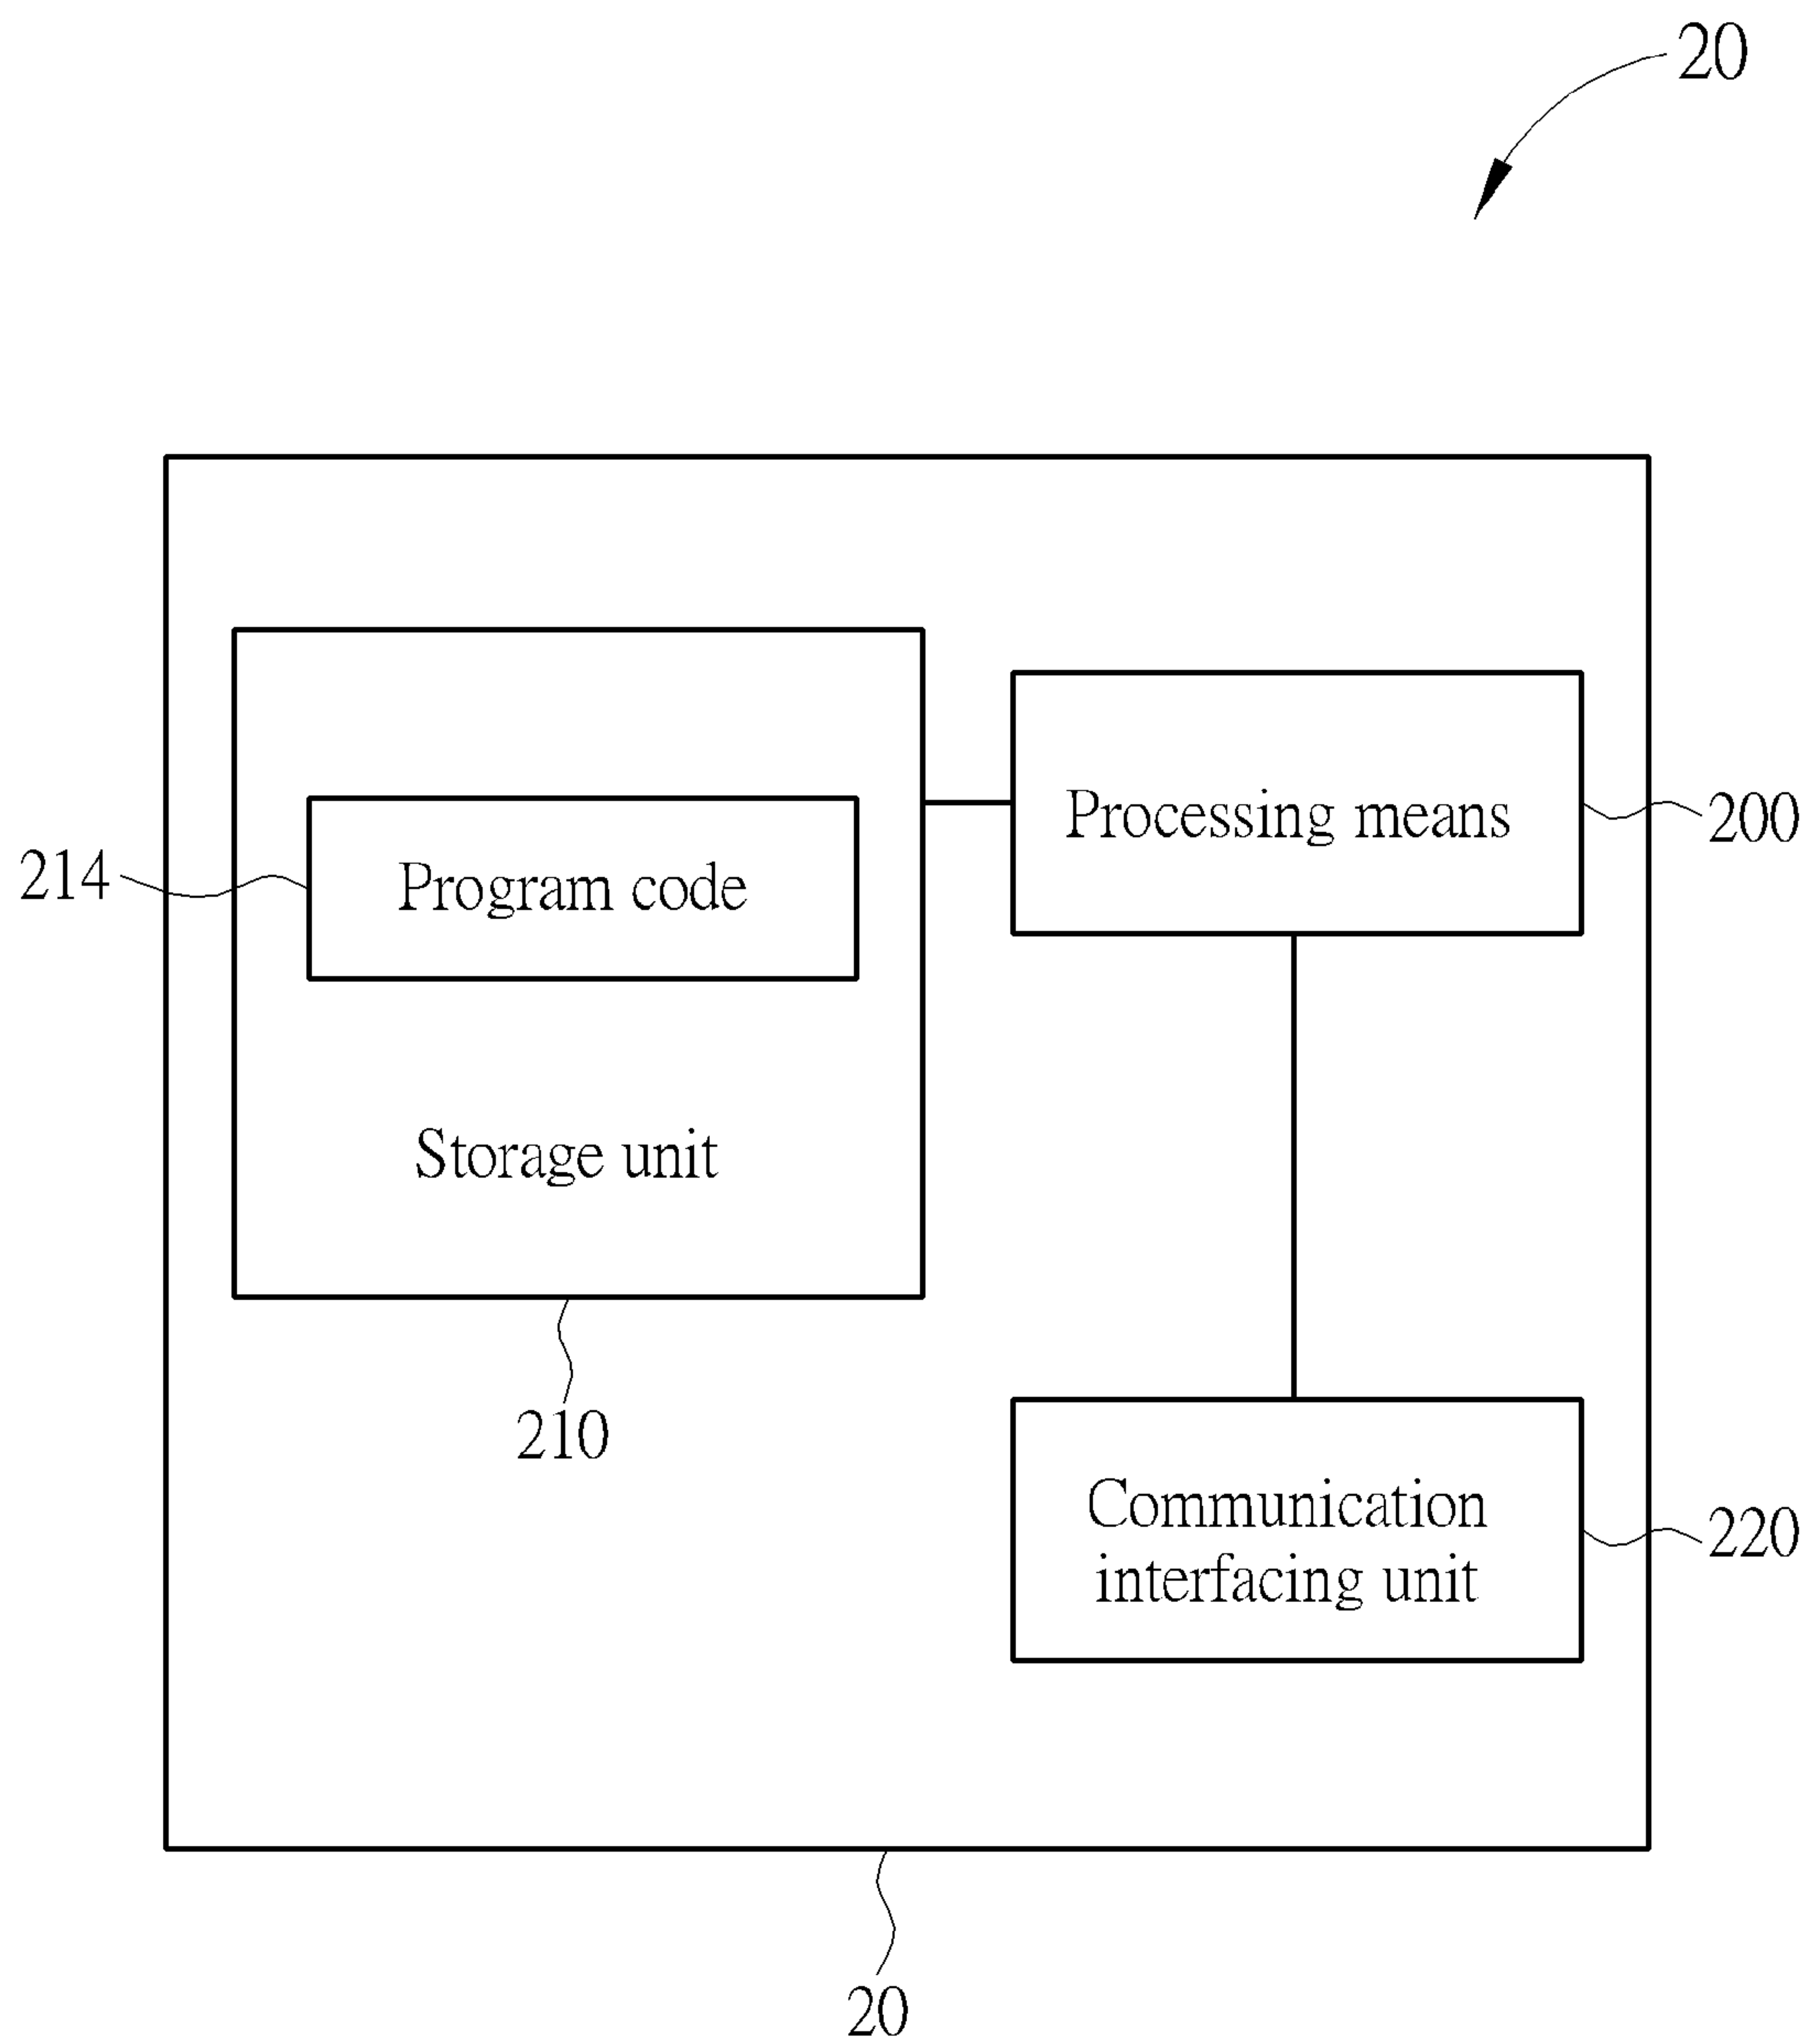 20
Processing means
200
214
Program code
Storage unit
210
Communication
interfacing unit
220
20